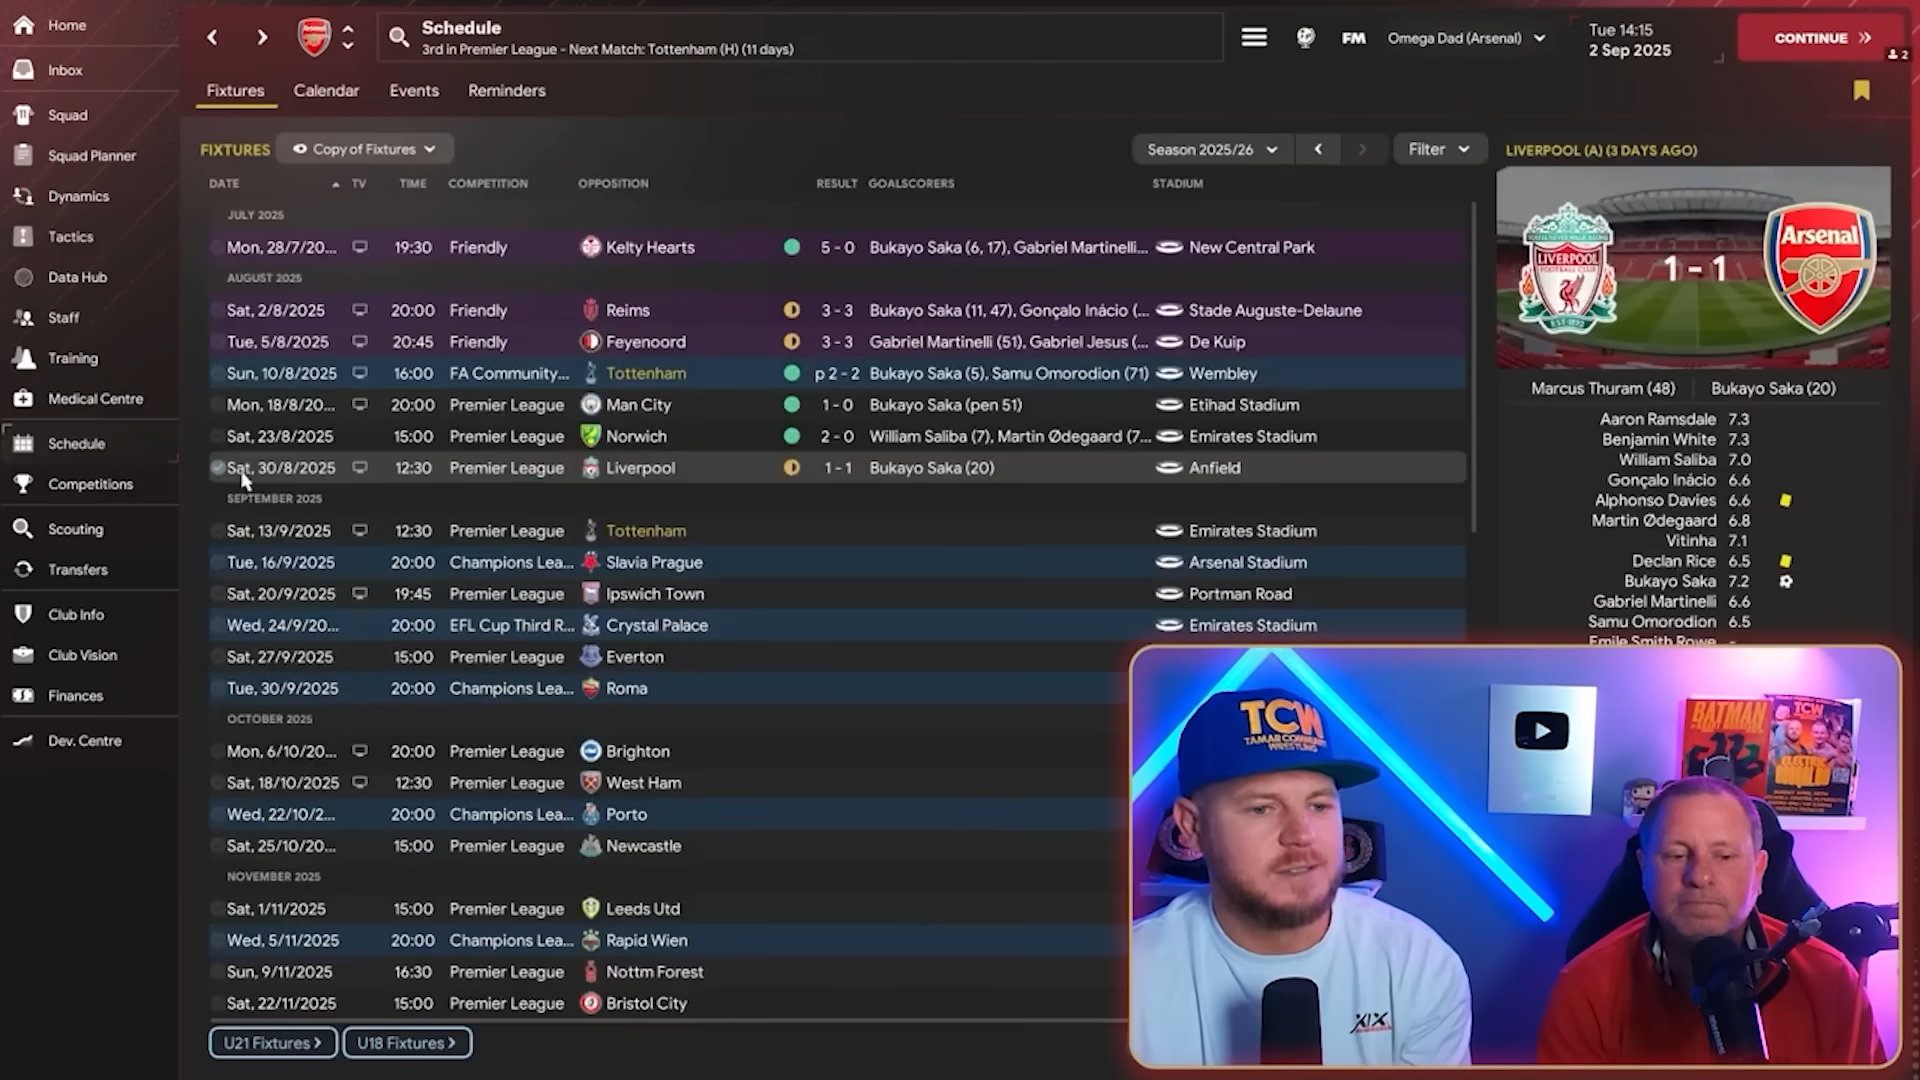 Home
Inbox
Squad
Squad Planner
Dynamics
Tactics
Data Hub
Staff
Training
Medical Centre
Schedule
Competitions
Scouting
Transfers
Club Info
Club Vision
Finances
Dev. Centre
Schedule
3rd in Premier League - Next Match: Tottenham (H) (11 days)
FM
Omega Dad (Arsenal)
Tue 14:15
2 Sep 2025
CONTINUE
2
Fixtures Calendar Events Reminders
FIXTURES Copy of Fixtures Season 2025/26 Filter
DATE TV TIME COMPETITION OPPOSITION RESULT GOALSCORERS STADIUM
JULY 2025
Mon, 28/7/20... 19:30 Friendly Kelty Hearts 5 - 0 Bukayo Saka (6, 17), Gabriel Martinelli... New Central Park
AUGUST 2025
Sat, 2/8/2025 20:00 Friendly Reims 3 - 3 Bukayo Saka (11, 47), Gonçalo Inácio (... Stade Auguste-Delaune
Tue, 5/8/2025 20:45 Friendly Feyenoord 3 - 3 Gabriel Martinelli (51), Gabriel Jesus (... De Kuip
Sun, 10/8/2025 16:00 FA Community... Tottenham p 2 - 2 Bukayo Saka (5), Samu Omorodion (71) Wembley
Mon, 18/8/20... 20:00 Premier League Man City 1 - 0 Bukayo Saka (pen 51) Etihad Stadium
Sat, 23/8/2025 15:00 Premier League Norwich 2 - 0 William Saliba (7), Martin Ødegaard (7... Emirates Stadium
Sat, 30/8/2025 12:30 Premier League Liverpool 1 - 1 Bukayo Saka (20) Anfield
SEPTEMBER 2025
Sat, 13/9/2025 12:30 Premier League Tottenham Emirates Stadium
Tue, 16/9/2025 20:00 Champions Lea... Slavia Prague Arsenal Stadium
Sat, 20/9/2025 19:45 Premier League Ipswich Town Portman Road
Wed, 24/9/20... 20:00 EFL Cup Third R... Crystal Palace Emirates Stadium
Sat, 27/9/2025 15:00 Premier League Everton
Tue, 30/9/2025 20:00 Champions Lea... Roma
OCTOBER 2025
Mon, 6/10/20... 20:00 Premier League Brighton
Sat, 18/10/2025 12:30 Premier League West Ham
Wed, 22/10/2... 20:00 Champions Lea... Porto
Sat, 25/10/20... 15:00 Premier League Newcastle
NOVEMBER 2025
Sat, 1/11/2025 15:00 Premier League Leeds Utd
Wed, 5/11/2025 20:00 Champions Lea... Rapid Wien
Sun, 9/11/2025 16:30 Premier League Nottm Forest
Sat, 22/11/2025 15:00 Premier League Bristol City
U21 Fixtures U18 Fixtures
LIVERPOOL (A) (3 DAYS AGO)
LIVERPOOL
FOOTBALL CLUB
EST·1892
1 - 1
Arsenal
Marcus Thuram (48) Bukayo Saka (20)
Aaron Ramsdale 7.3
Benjamin White 7.3
William Saliba 7.0
Gonçalo Inácio 6.6
Alphonso Davies 6.6
Martin Ødegaard 6.8
Vitinha 7.1
Declan Rice 6.5
Bukayo Saka 7.2
Gabriel Martinelli 6.6
Samu Omorodion 6.5
Emile Smith Rowe -
TCW
TAMAR COMMUNITY
WRESTLING
BATMAN
TCW
XIX